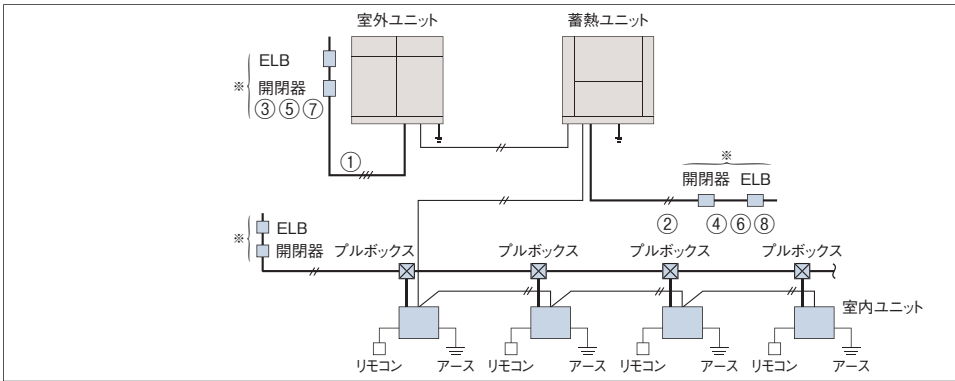 室外ユニット
蓄熱ユニット
ELB
※
開閉器
③⑤⑦
①
※
開閉器 ELB
②
④⑥⑧
ELB
※
開閉器
プルボックス
プルボックス
プルボックス
プルボックス
室内ユニット
リモコン アース リモコン アース リモコン アース リモコン アース